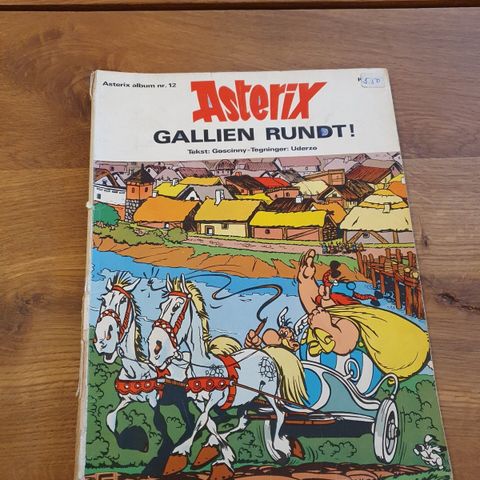 Asterix album nr. 12
Asterix
GALLIEN RUNDT!
Tekst: Goscinny-Tegninger: Uderzo